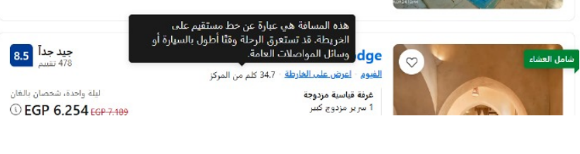 هذه المسافة هي عبارة عن خط مستقيم على
الخريطة. قد تستغرق الرحلة وقتًا أطول بالسيارة أو
وسائل المواصلات العامة.
شامل العشاء
dge
الفيوم اعرض على الخارطة 34.7 كلم من المركز
غرفة قياسية مزدوجة
1 سرير مزدوج كبير
جيد جداً
478 تقييم
8.5
ليلة واحدة، شخصان بالغان
EGP 7.109 EGP 6.254